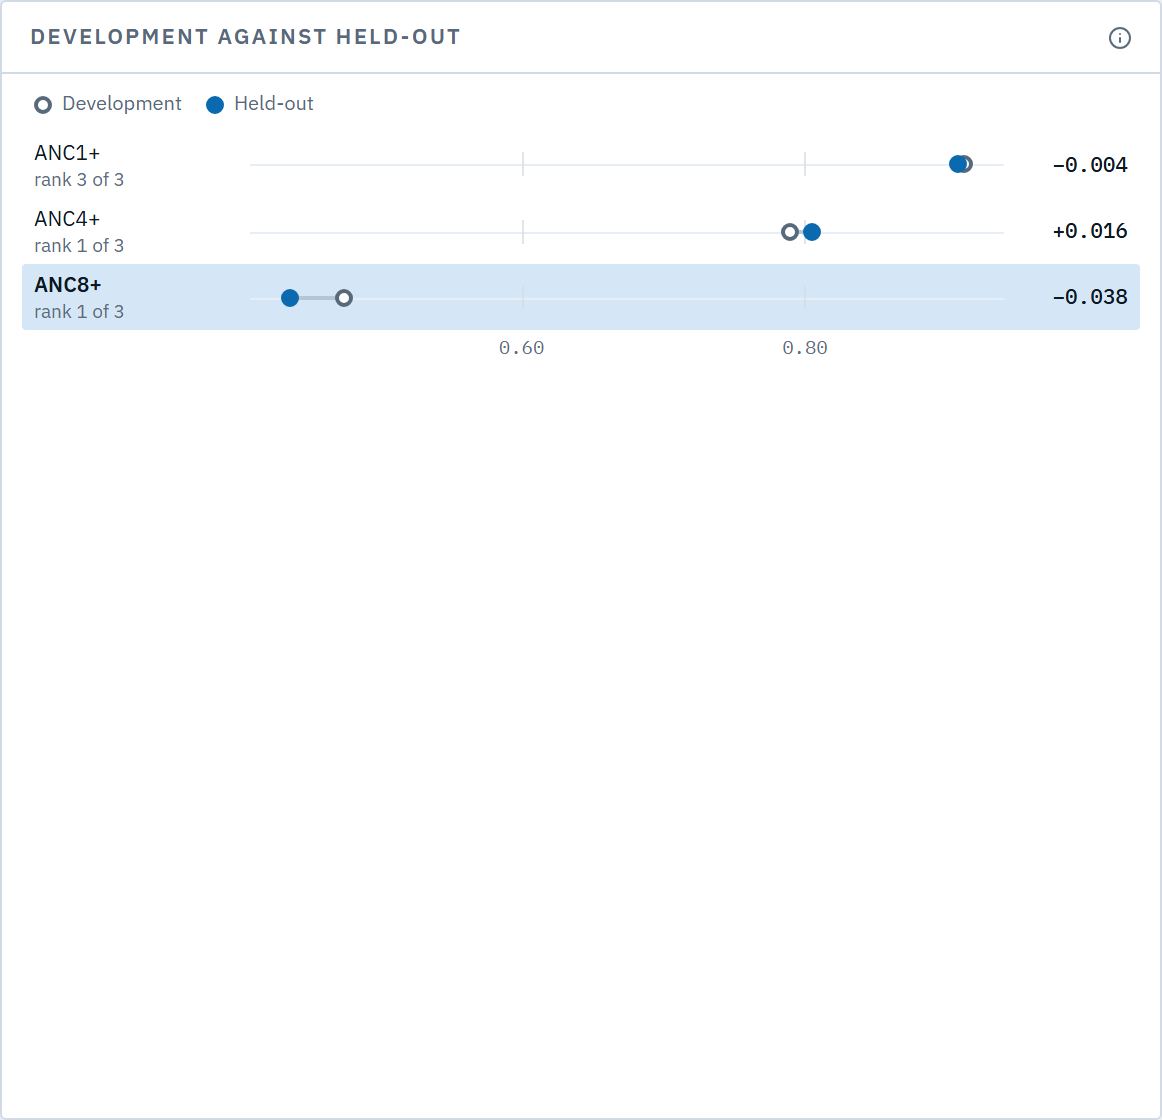 DEVELOPMENT AGAINST HELD-OUT
Development Held-out
ANC1+
rank 3 of 3
−0.004
ANC4+
rank 1 of 3
+0.016
ANC8+
rank 1 of 3
−0.038
0.60 0.80